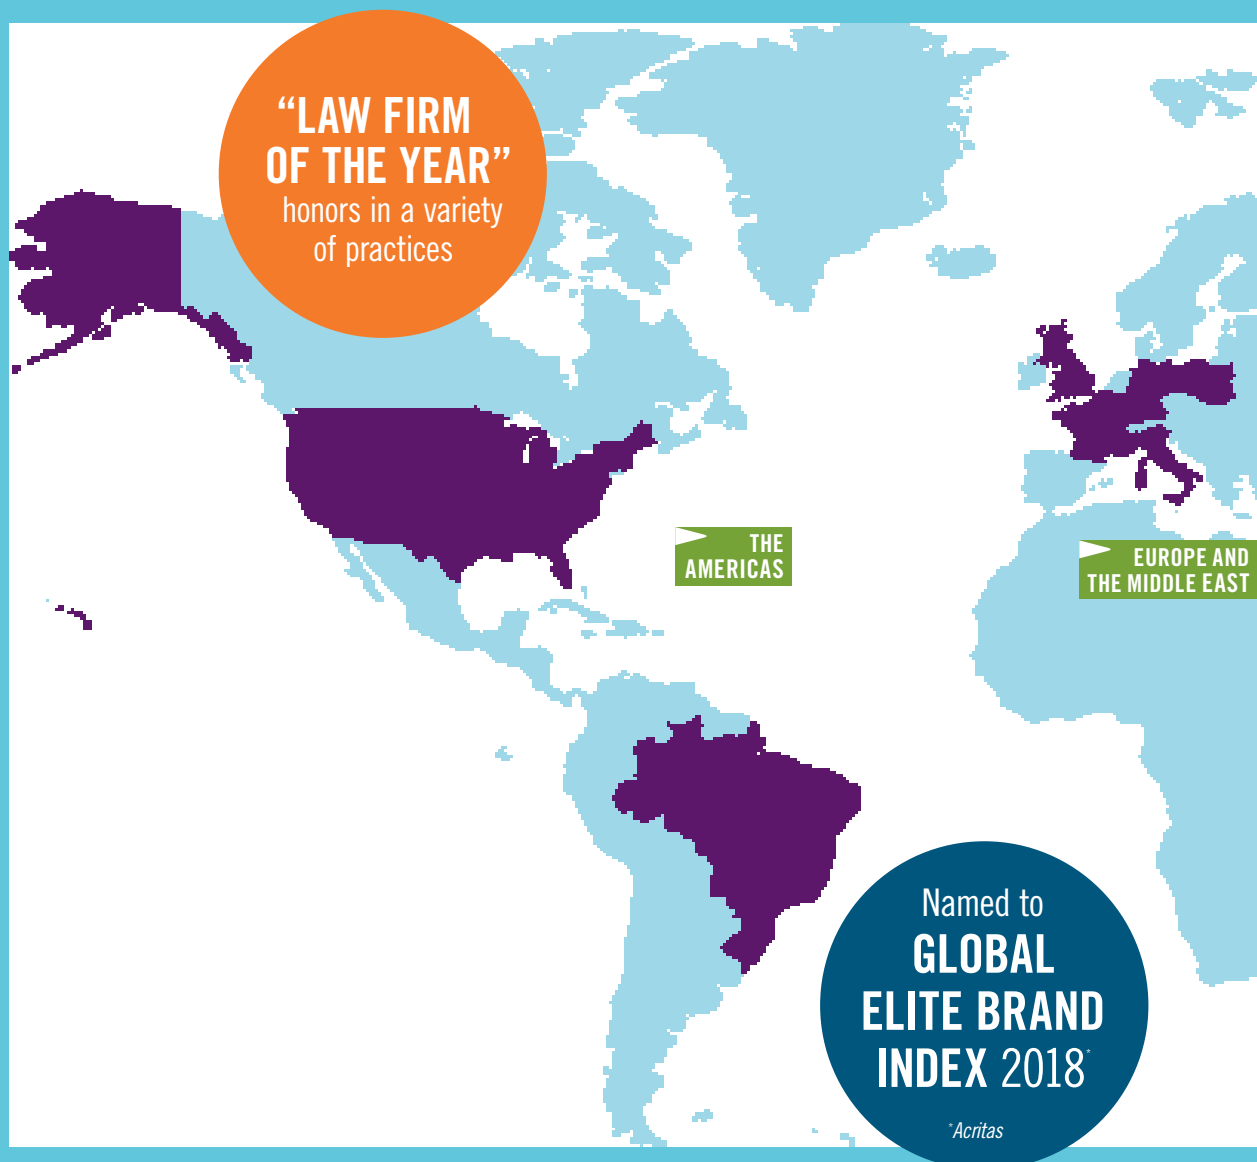 “LAW FIRM
OF THE YEAR”
honors in a variety
of practices
THE
AMERICAS
EUROPE AND
THE MIDDLE EAST
Named to
GLOBAL
ELITE BRAND
INDEX 2018*
*Acritas